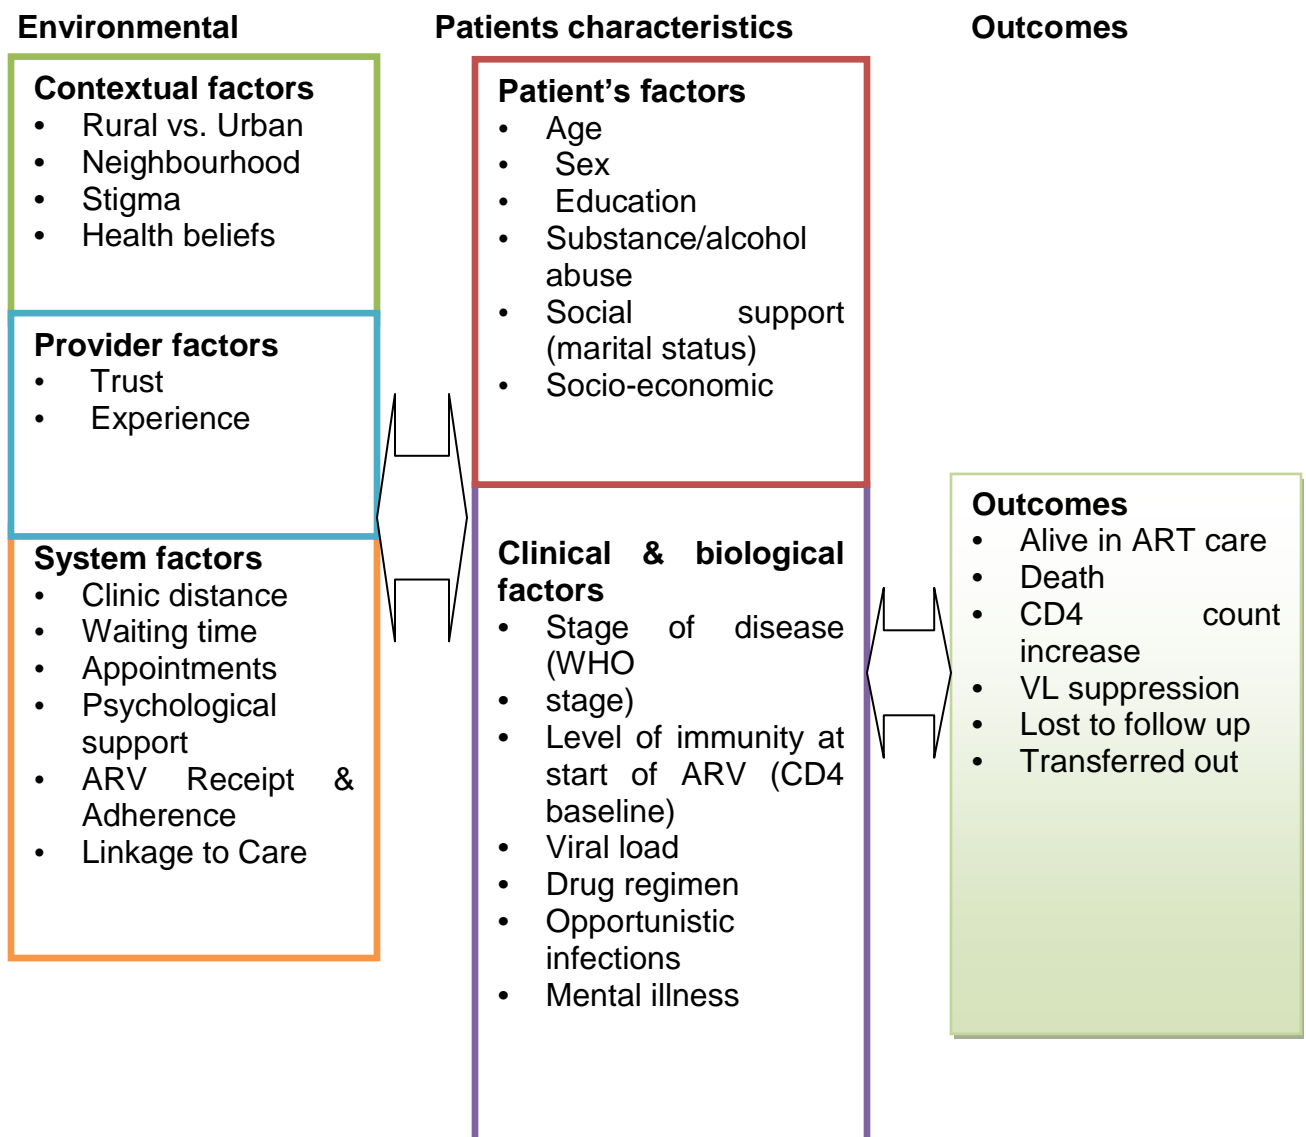 Environmental
Contextual factors
• Rural vs. Urban
• Neighbourhood
• Stigma
• Health beliefs
Provider factors
• Trust
• Experience
System factors
• Clinic distance
• Waiting time
• Appointments
• Psychological
support
• ARV Receipt &
Adherence
• Linkage to Care
Patients characteristics
Patient’s factors
• Age
• Sex
• Education
• Substance/alcohol
abuse
• Social support
(marital status)
• Socio-economic
Clinical & biological
factors
• Stage of disease
(WHO
• stage)
• Level of immunity at
start of ARV (CD4
baseline)
• Viral load
• Drug regimen
• Opportunistic
infections
• Mental illness
Outcomes
Outcomes
• Alive in ART care
• Death
• CD4 count
increase
• VL suppression
• Lost to follow up
• Transferred out